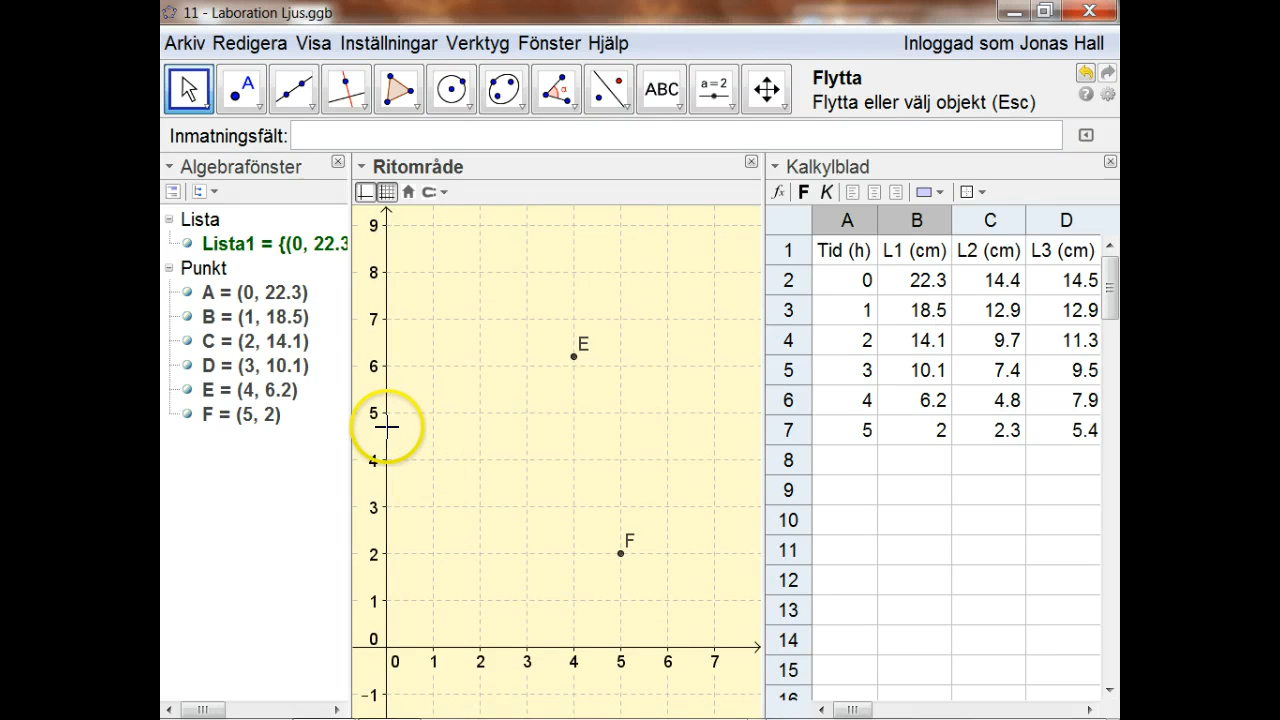 11 - Laboration Ljus.ggb
Arkiv Redigera Visa Inställningar Verktyg Fönster Hjälp Inloggad som Jonas Hall
A α ABC a=2
Flytta
Flytta eller välj objekt (Esc)
Inmatningsfält:
Algebrafönster
Lista
Lista1 = {(0, 22.3
Punkt
A = (0, 22.3)
B = (1, 18.5)
C = (2, 14.1)
D = (3, 10.1)
E = (4, 6.2)
F = (5, 2)
Ritområde
9
8
7
E
6
5
4
3
F
2
1
0
0 1 2 3 4 5 6 7
−1
Kalkylblad
fx F K
A B C D
1 Tid (h) L1 (cm) L2 (cm) L3 (cm)
2 0 22.3 14.4 14.5
3 1 18.5 12.9 12.9
4 2 14.1 9.7 11.3
5 3 10.1 7.4 9.5
6 4 6.2 4.8 7.9
7 5 2 2.3 5.4
8
9
10
11
12
13
14
15
16